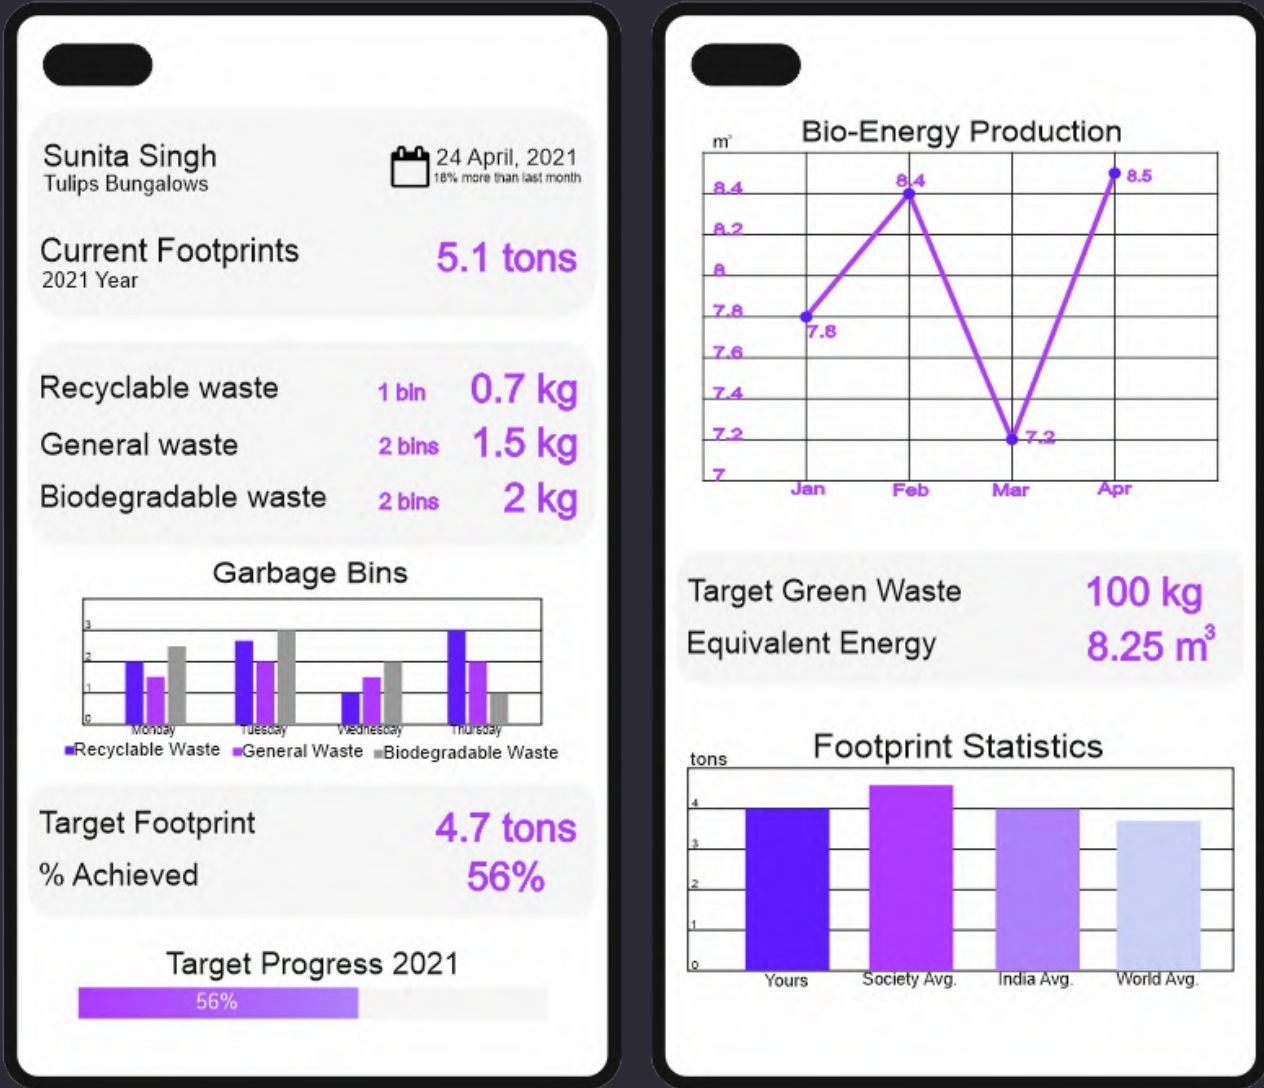 Sunita Singh
Tulips Bungalows
24 April, 2021
18% more than last month
Current Footprints
2021 Year
5.1 tons
Recyclable waste 1 bin 0.7 kg
General waste 2 bins 1.5 kg
Biodegradable waste 2 bins 2 kg
Garbage Bins
3
2
1
0
Monday Tuesday Wednesday Thursday
Recyclable Waste General Waste Biodegradable Waste
Target Footprint 4.7 tons
% Achieved 56%
Target Progress 2021
56%
Bio-Energy Production
m³
8.4
8.2
8
7.8
7.6
7.4
7.2
7
7.8
8.4
7.2
8.5
Jan Feb Mar Apr
Target Green Waste 100 kg
Equivalent Energy 8.25 m³
Footprint Statistics
tons
4
3
2
1
0
Yours Society Avg. India Avg. World Avg.